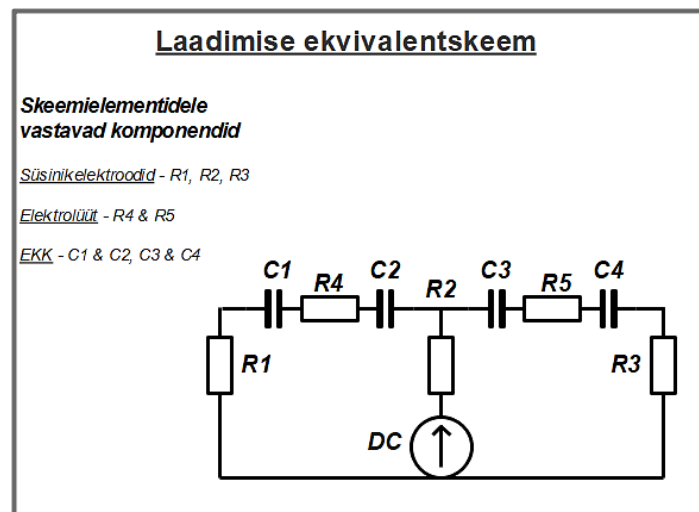 Laadimise ekvivalentskeem
Skeemielementidele
vastavad komponendid
Süsinikelektroodid - R1, R2, R3
Elektrolüüt - R4 & R5
EKK - C1 & C2, C3 & C4
C1
R4
C2
R2
C3
R5
C4
R1
R3
DC